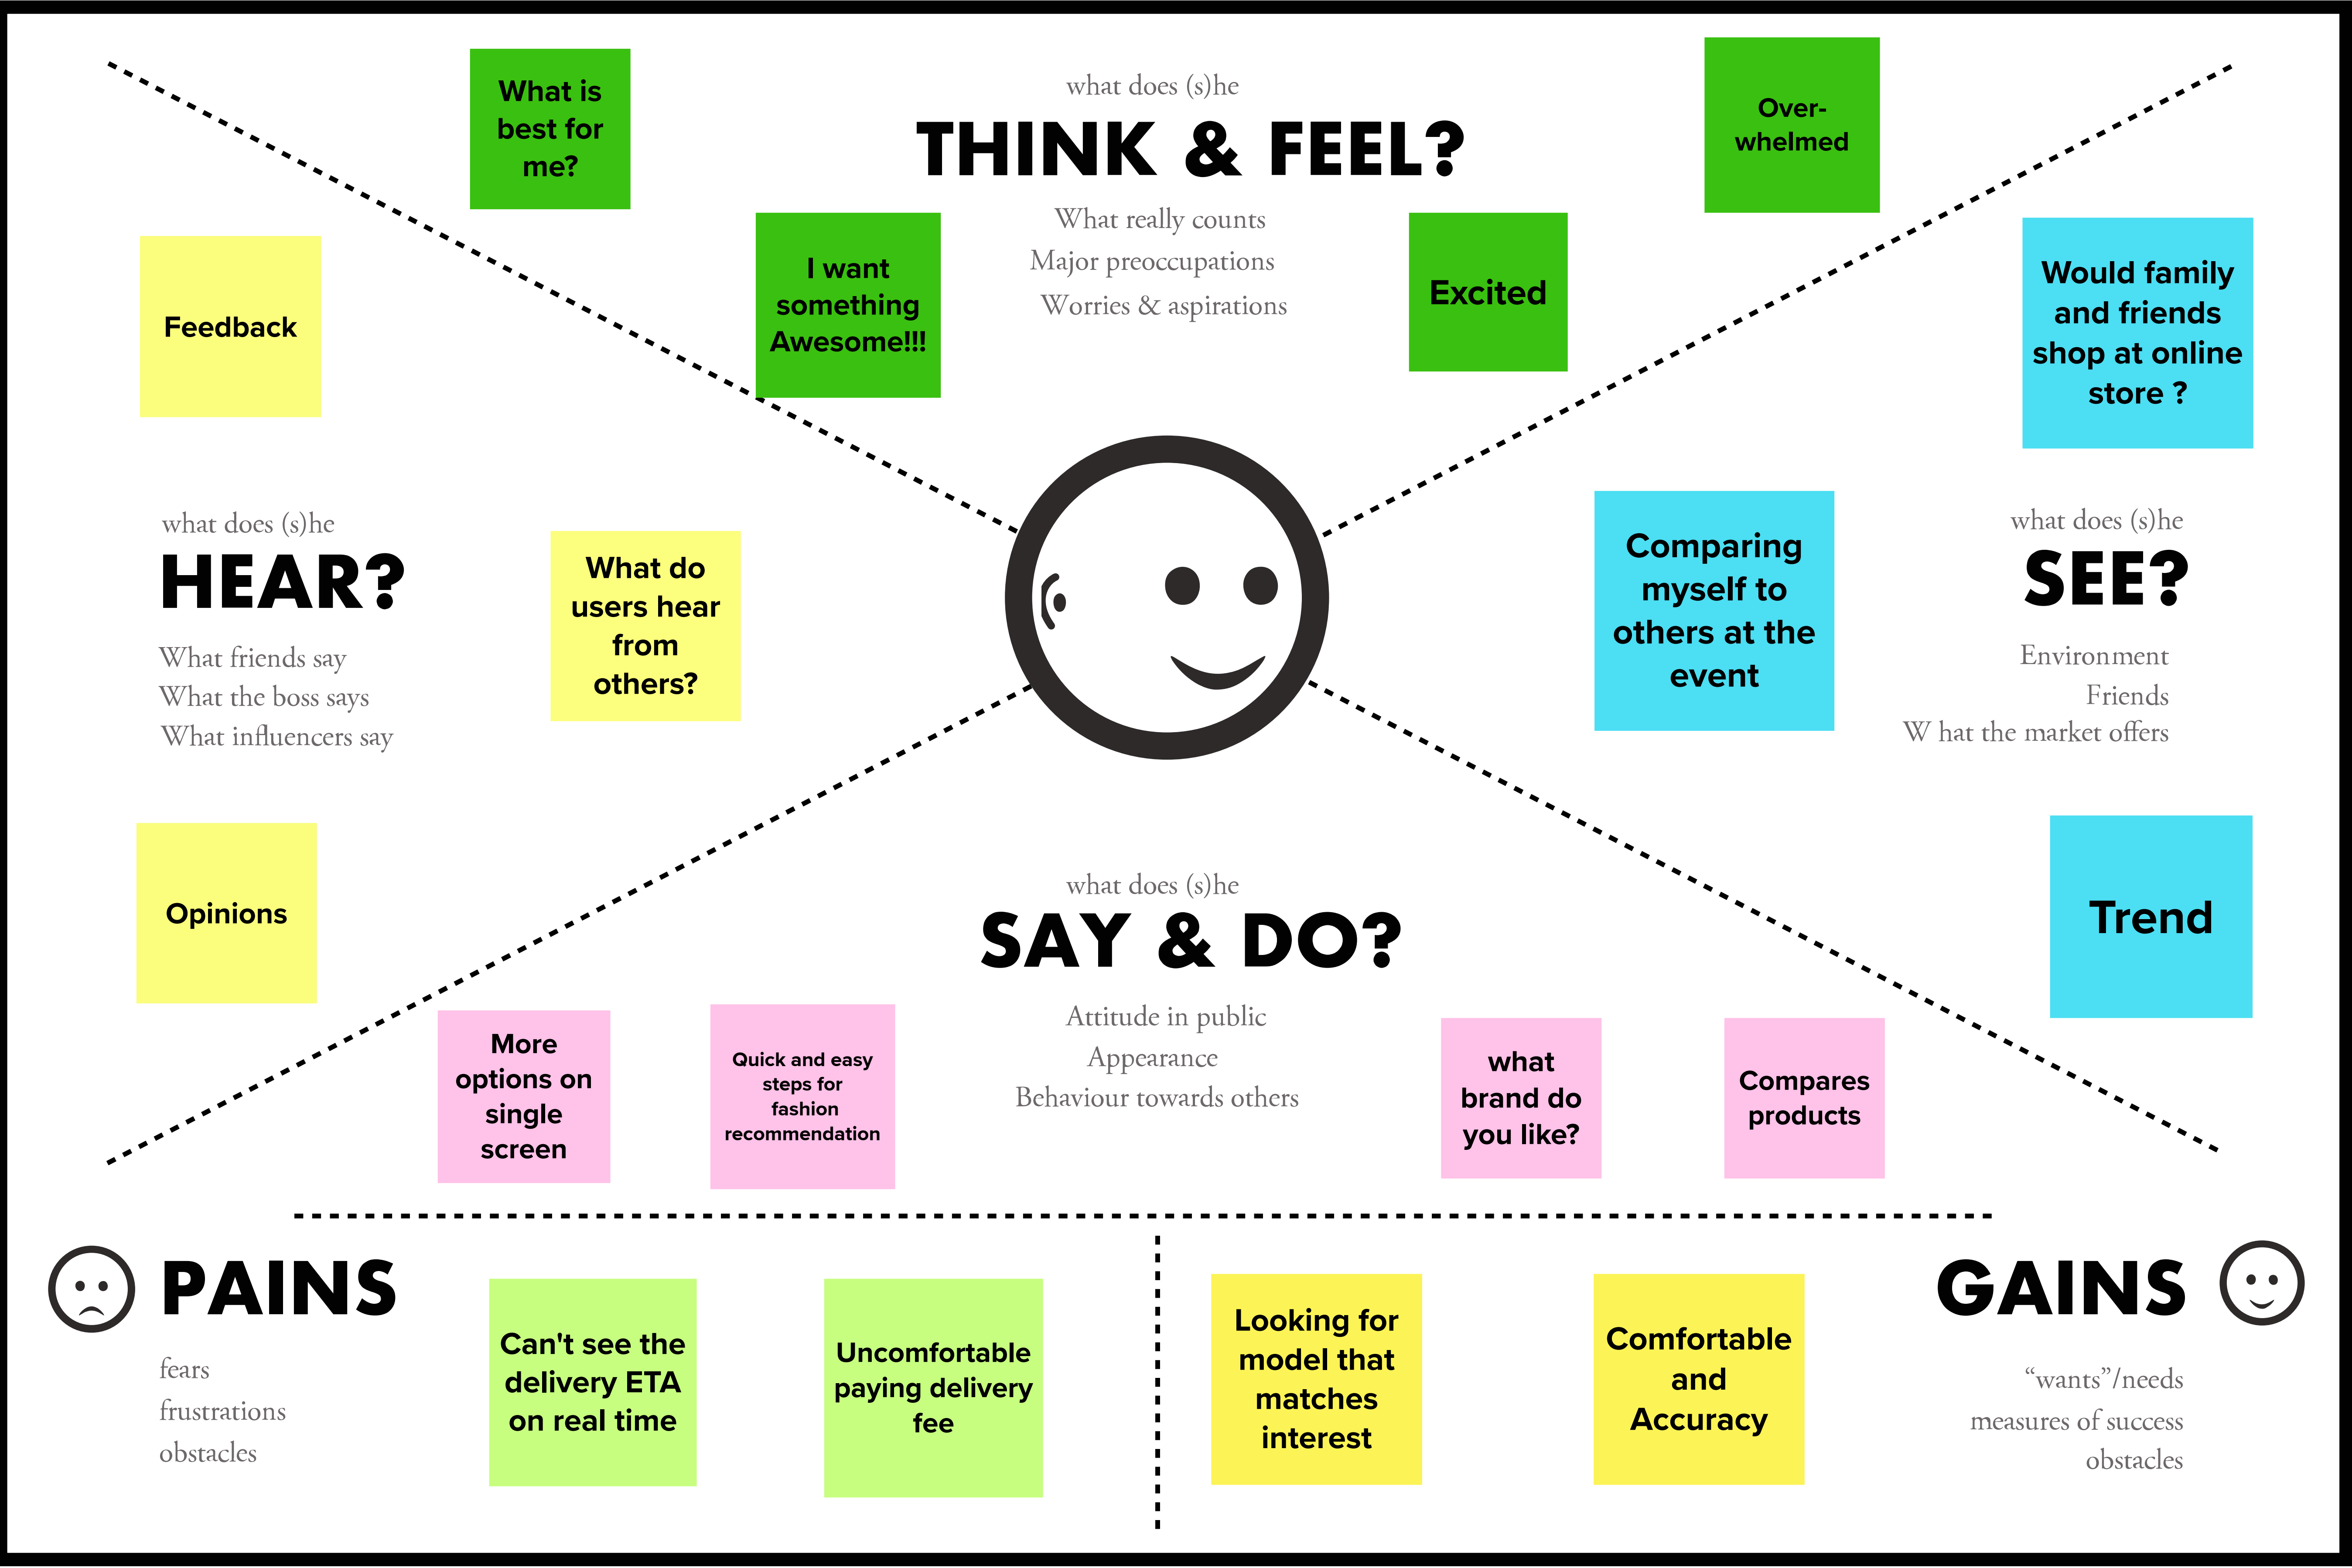 what does (s)he
THINK & FEEL?
What really counts
Major preoccupations
Worries & aspirations
What is
best for
me?
I want
something
Awesome!!!
Excited
Over-
whelmed
Feedback
what does (s)he
HEAR?
What friends say
What the boss says
What influencers say
What do
users hear
from
others?
Opinions
Would family
and friends
shop at online
store ?
Comparing
myself to
others at the
event
what does (s)he
SEE?
Environment
Friends
W hat the market offers
Trend
what does (s)he
SAY & DO?
Attitude in public
Appearance
Behaviour towards others
More
options on
single
screen
Quick and easy
steps for
fashion
recommendation
what
brand do
you like?
Compares
products
PAINS
fears
frustrations
obstacles
Can't see the
delivery ETA
on real time
Uncomfortable
paying delivery
fee
Looking for
model that
matches
interest
Comfortable
and
Accuracy
GAINS
“wants”/needs
measures of success
obstacles